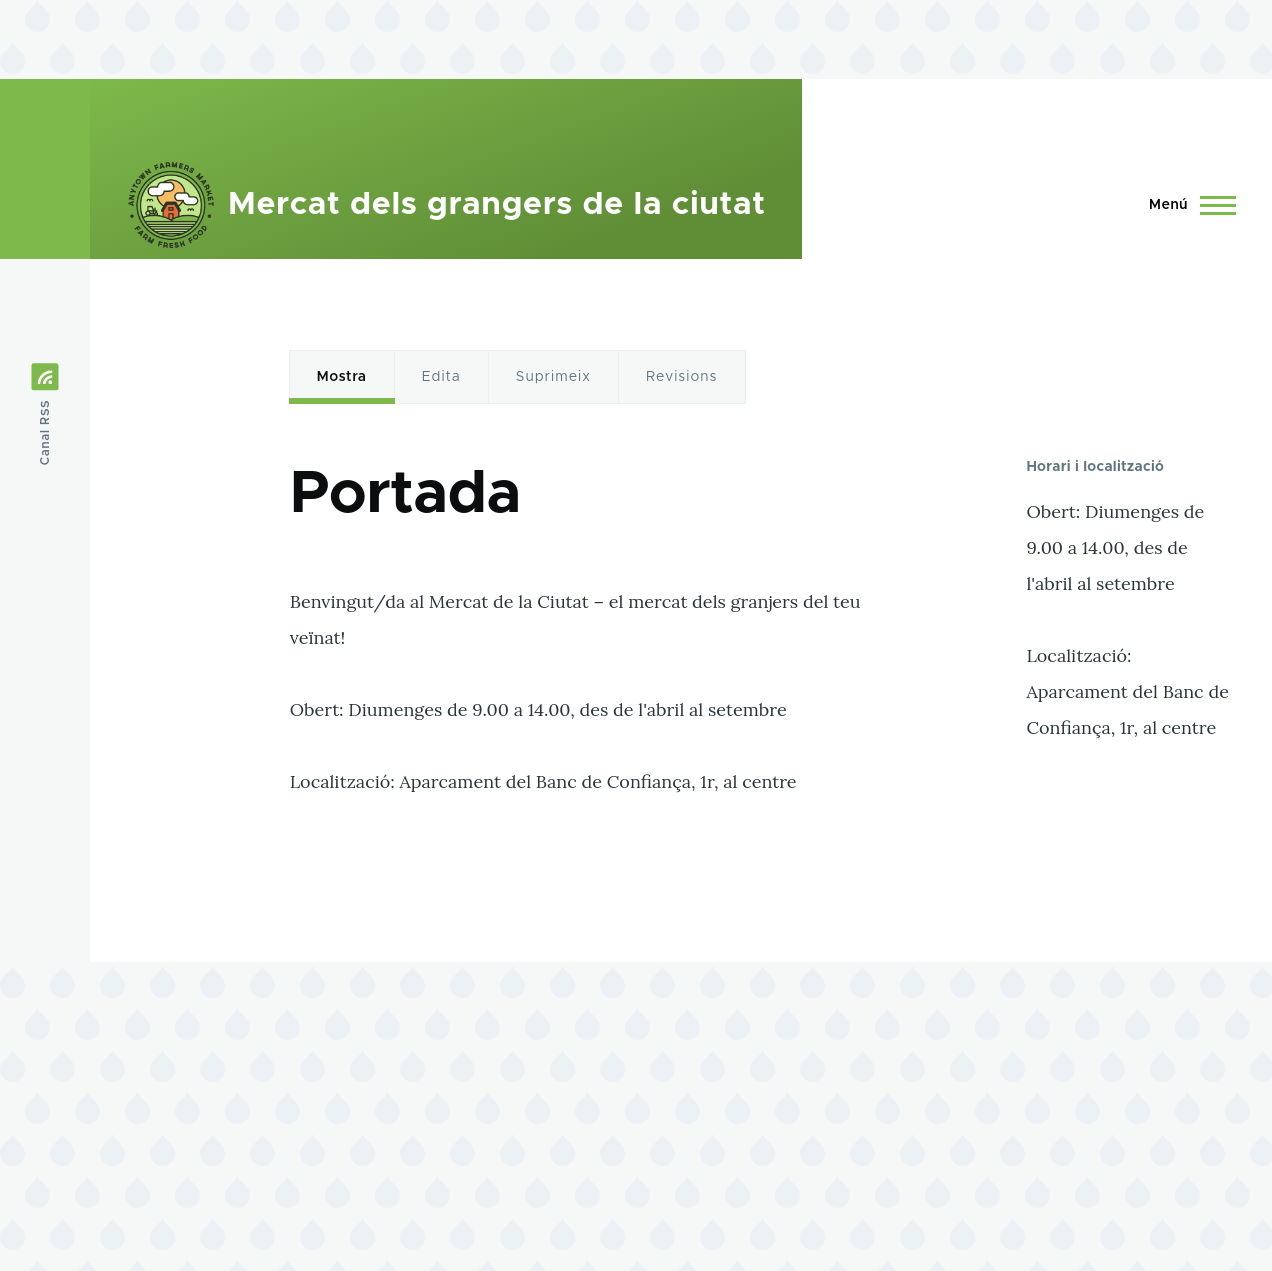 ANYTOWN FARMERS MARKET
FARM FRESH FOOD
Mercat dels grangers de la ciutat
Menú
Canal RSS
Mostra
Edita
Suprimeix
Revisions
Portada
Benvingut/da al Mercat de la Ciutat – el mercat dels granjers del teu
veïnat!
Obert: Diumenges de 9.00 a 14.00, des de l'abril al setembre
Localització: Aparcament del Banc de Confiança, 1r, al centre
Horari i localització
Obert: Diumenges de
9.00 a 14.00, des de
l'abril al setembre
Localització:
Aparcament del Banc de
Confiança, 1r, al centre